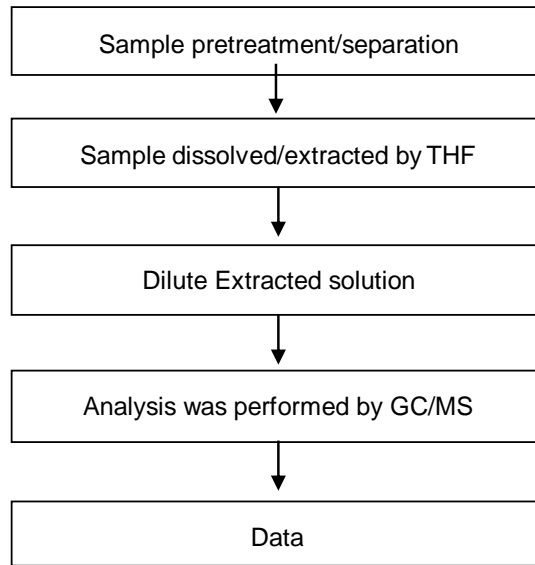 Sample pretreatment/separation
Sample dissolved/extracted by THF
Dilute Extracted solution
Analysis was performed by GC/MS
Data